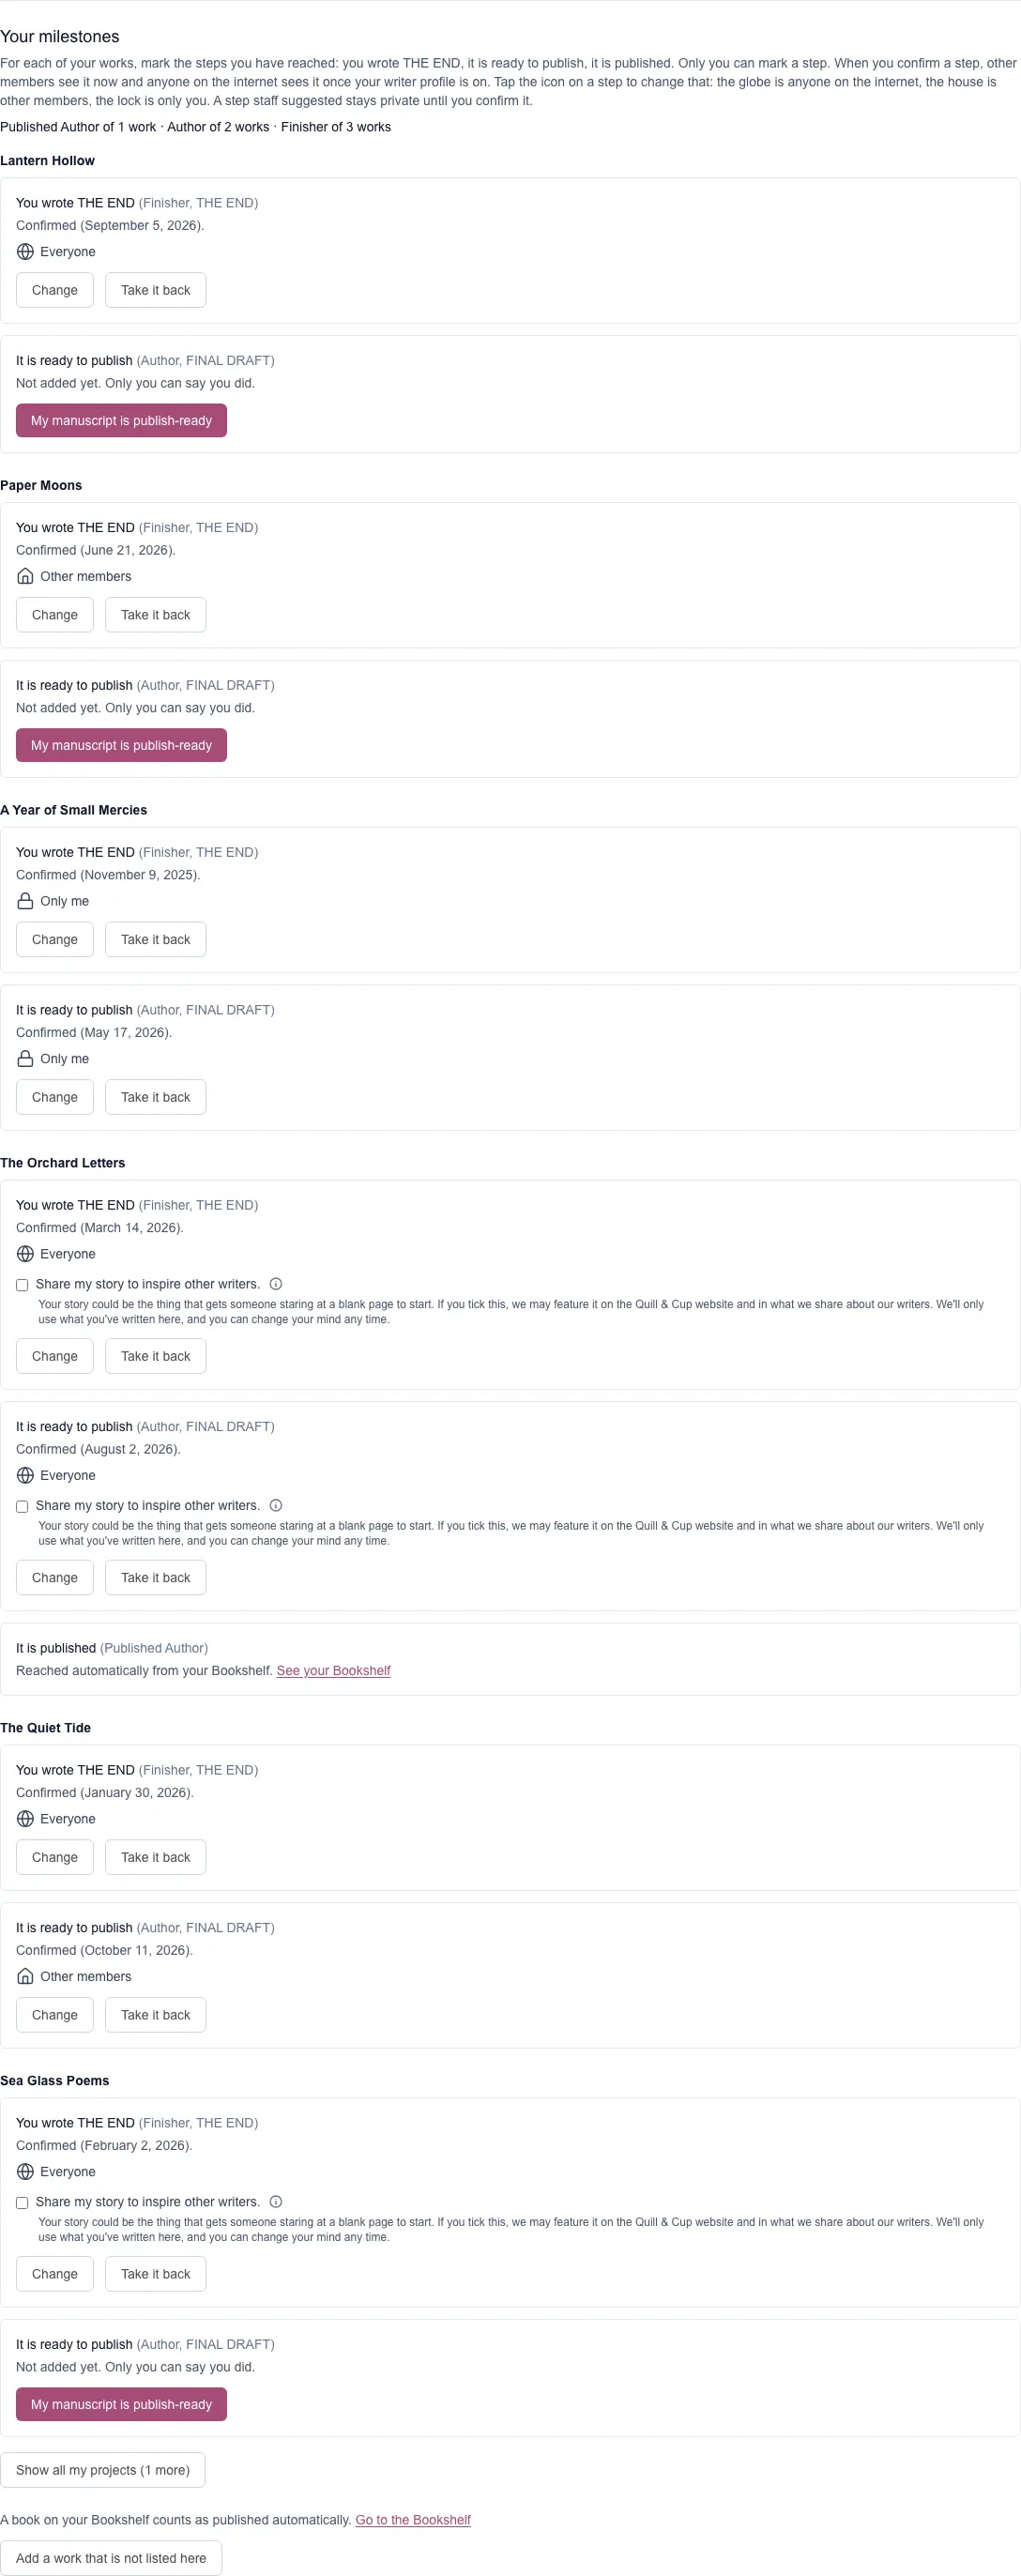 Your milestones
For each of your works, mark the steps you have reached: you wrote THE END, it is ready to publish, it is published. Only you can mark a step. When you confirm a step, other
members see it now and anyone on the internet sees it once your writer profile is on. Tap the icon on a step to change that: the globe is anyone on the internet, the house is
other members, the lock is only you. A step staff suggested stays private until you confirm it.
Published Author of 1 work · Author of 2 works · Finisher of 3 works
Lantern Hollow
You wrote THE END (Finisher, THE END)
Confirmed (September 5, 2026).
Everyone
Change Take it back
It is ready to publish (Author, FINAL DRAFT)
Not added yet. Only you can say you did.
My manuscript is publish-ready
Paper Moons
You wrote THE END (Finisher, THE END)
Confirmed (June 21, 2026).
Other members
Change Take it back
It is ready to publish (Author, FINAL DRAFT)
Not added yet. Only you can say you did.
My manuscript is publish-ready
A Year of Small Mercies
You wrote THE END (Finisher, THE END)
Confirmed (November 9, 2025).
Only me
Change Take it back
It is ready to publish (Author, FINAL DRAFT)
Confirmed (May 17, 2026).
Only me
Change Take it back
The Orchard Letters
You wrote THE END (Finisher, THE END)
Confirmed (March 14, 2026).
Everyone
Share my story to inspire other writers.
Your story could be the thing that gets someone staring at a blank page to start. If you tick this, we may feature it on the Quill & Cup website and in what we share about our writers. We'll only
use what you've written here, and you can change your mind any time.
Change Take it back
It is ready to publish (Author, FINAL DRAFT)
Confirmed (August 2, 2026).
Everyone
Share my story to inspire other writers.
Your story could be the thing that gets someone staring at a blank page to start. If you tick this, we may feature it on the Quill & Cup website and in what we share about our writers. We'll only
use what you've written here, and you can change your mind any time.
Change Take it back
It is published (Published Author)
Reached automatically from your Bookshelf. See your Bookshelf
The Quiet Tide
You wrote THE END (Finisher, THE END)
Confirmed (January 30, 2026).
Everyone
Change Take it back
It is ready to publish (Author, FINAL DRAFT)
Confirmed (October 11, 2026).
Other members
Change Take it back
Sea Glass Poems
You wrote THE END (Finisher, THE END)
Confirmed (February 2, 2026).
Everyone
Share my story to inspire other writers.
Your story could be the thing that gets someone staring at a blank page to start. If you tick this, we may feature it on the Quill & Cup website and in what we share about our writers. We'll only
use what you've written here, and you can change your mind any time.
Change Take it back
It is ready to publish (Author, FINAL DRAFT)
Not added yet. Only you can say you did.
My manuscript is publish-ready
Show all my projects (1 more)
A book on your Bookshelf counts as published automatically. Go to the Bookshelf
Add a work that is not listed here